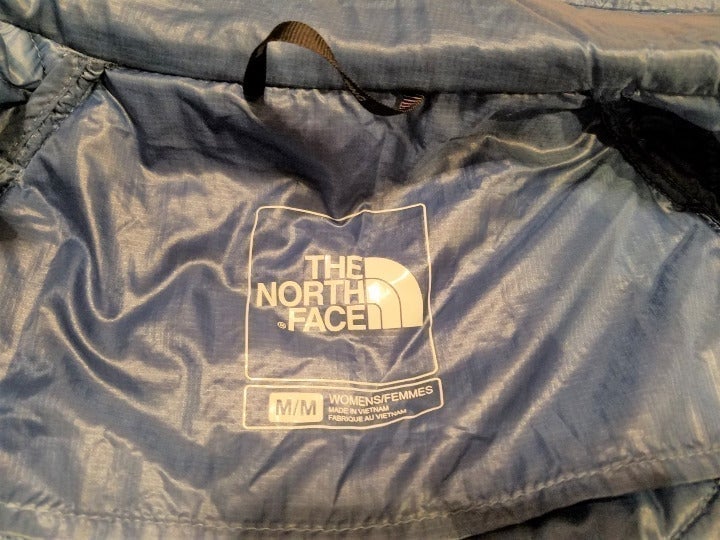 THE
NORTH
® FACE
M/M WOMENS/FEMMES
MADE IN VIETNAM
FABRIQUE AU VIETNAM